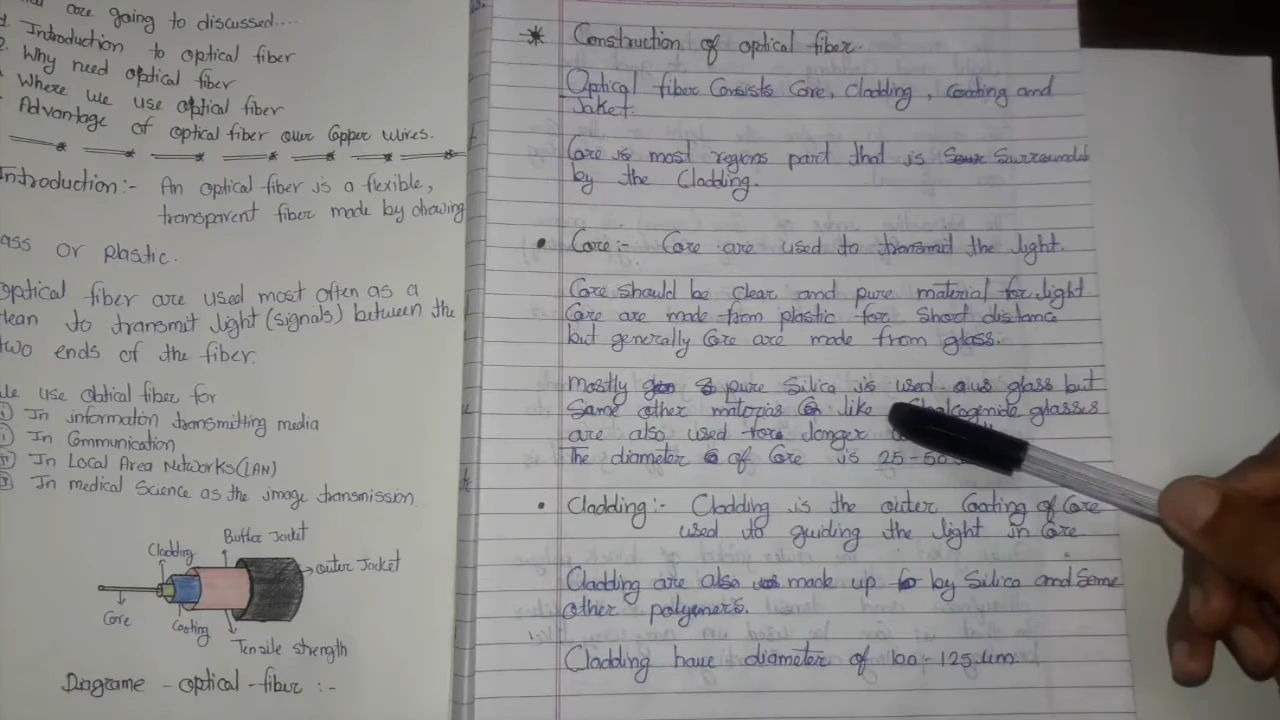 are going to discussed....
1. Introduction to optical fiber
2. Why need optical fiber
Where we use optical fiber
Advantage of optical fiber our Copper wires.
Introduction:- An optical fiber is a flexible,
transparent fiber made by drawing
ass or plastic.
optical fiber are used most often as a
to transmit light (signals) between the
two ends of the fiber.
use obtical fiber for
In information transmitting media
In Communication
In Local Area Networks(LAN)
In medical Science as the image transmission.
Butter Jacket
Cladding
outer Jacket
Core
Coating
Tensile strength
Diagrame - optical - fiber :-
* Construction of optical fiber.
Optical fiber Consists Core, Cladding, Coating and
Jaket.
Core is most regions part that is Surrounded
by the Cladding.
• Core:- Core are used to transmit the light.
Core should be clear and pure material for light
Core are made from plastic for Short distance
but generally Core are made from glass.
Mostly pure Silica is used glass but
Some other like glasses
are also used longer
the diameter of Core is 25-50
• Cladding:- Cladding is the outer Coating of Core
used to guiding the light in Core
Cladding are also made up by Silica and Some
other polymers.
Cladding have diameter of 100-125 um.